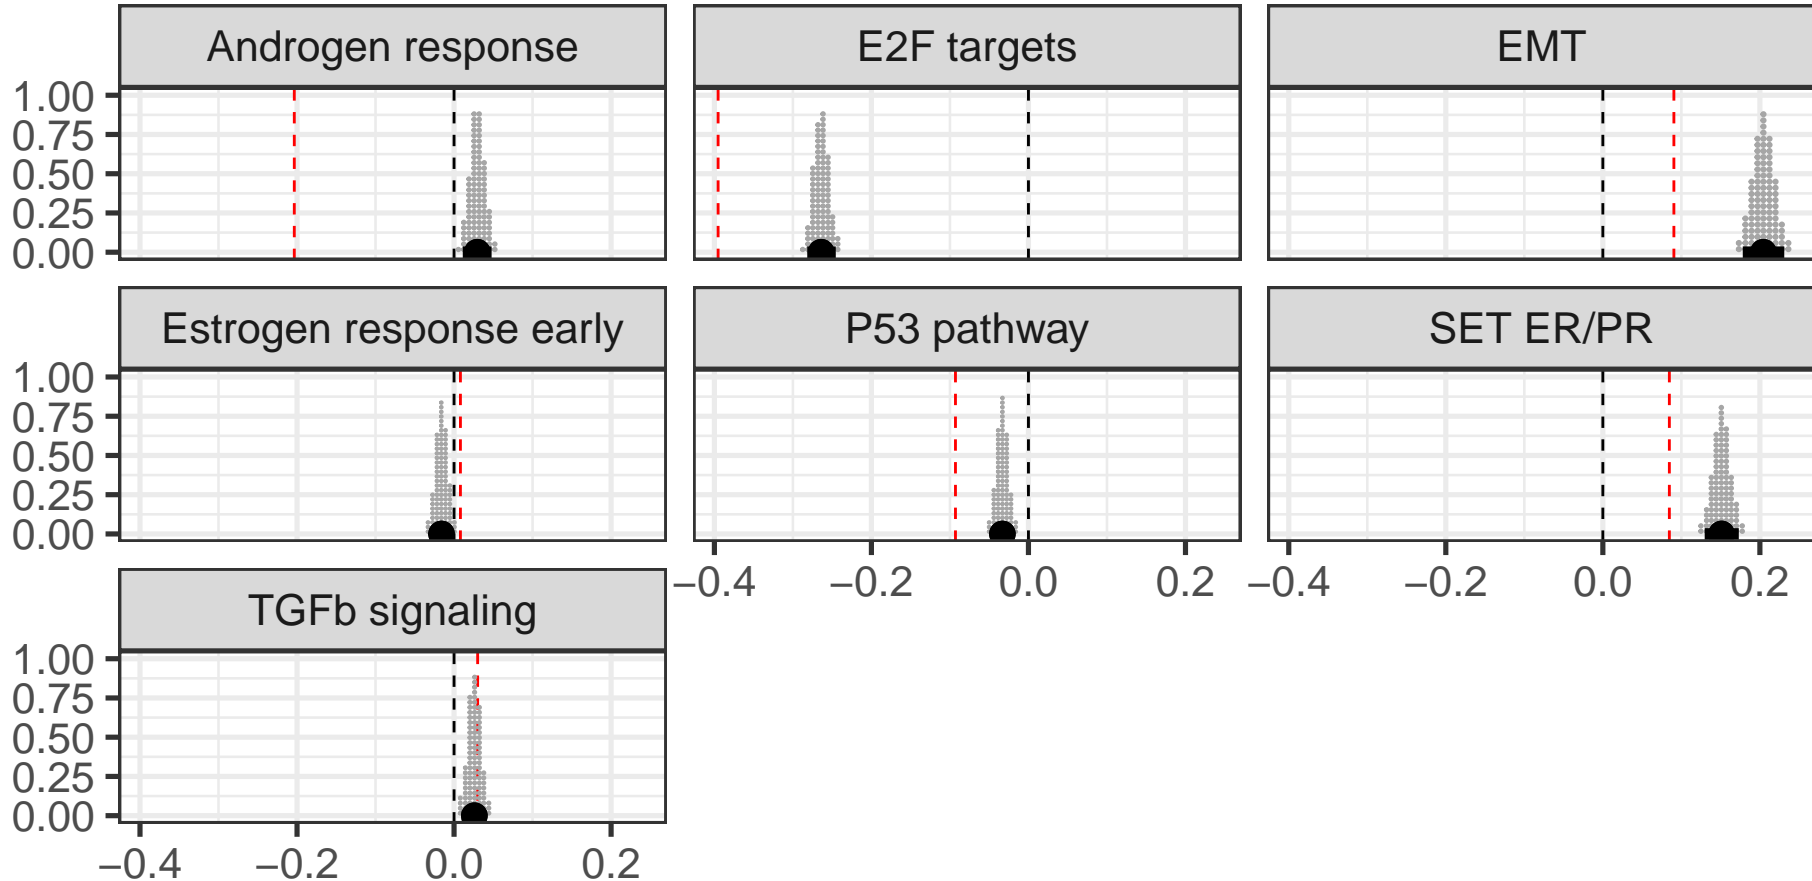 Androgen response
E2F targets
EMT
1.00
0.75
0.50
0.25
0.00
Estrogen response early
P53 pathway
SET ER/PR
1.00
0.75
0.50
0.25
0.00
−0.4 −0.2 0.0 0.2
−0.4 −0.2 0.0 0.2
TGFb signaling
1.00
0.75
0.50
0.25
0.00
−0.4 −0.2 0.0 0.2